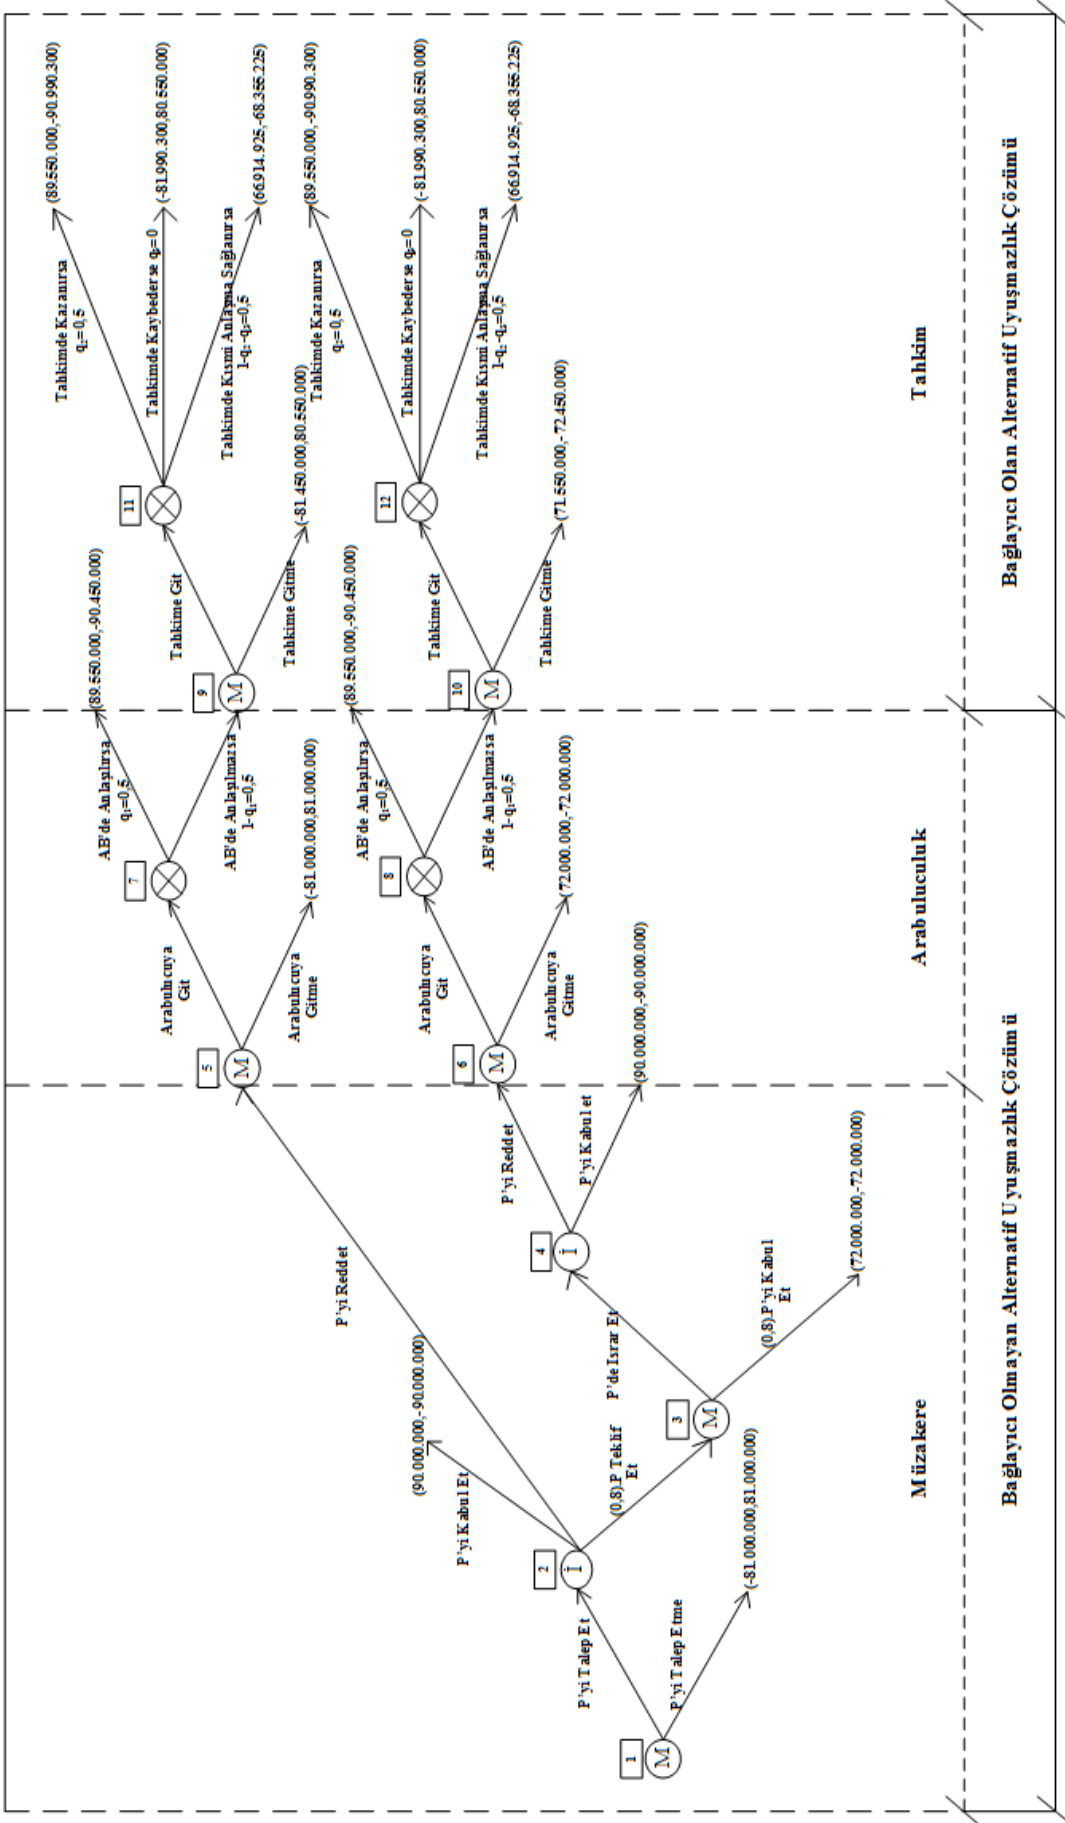 1
M
P'yi Talep Et
P'yi Talep Etme
(-81.000.000,81.000.000)
2
İ
P'yi Kabul Et
(90.000.000,-90.000.000)
P'yi Reddet
(0,8).P Teklif
Et
3
M
P'de Israr Et
(0,8).P'yi Kabul
Et
(72.000.000,-72.000.000)
4
İ
P'yi Reddet
P'yi Kabul et
(90.000.000,-90.000.000)
5
M
Arabulucuya
Git
Arabulucuya
Gitme
(-81.000.000,81.000.000)
6
M
Arabulucuya
Git
Arabulucuya
Gitme
(72.000.000,-72.000.000)
7
AB'de Anlaşılırsa
q₁=0,5
(89.550.000,-90.450.000)
AB'de Anlaşılmazsa
1-q₁=0,5
8
AB'de Anlaşılırsa
q₁=0,5
(89.550.000,-90.450.000)
AB'de Anlaşılmazsa
1-q₁=0,5
9
M
Tahkime Git
Tahkime Gitme
(-81.450.000,80.550.000)
10
M
Tahkime Git
Tahkime Gitme
(71.550.000,-72.450.000)
11
Tahkimde Kazanırsa
q₂=0,5
(89.550.000,-90.990.300)
Tahkimde Kaybederse q₃=0
(-81.990.300,80.550.000)
Tahkimde Kısmi Anlaşma Sağlanırsa
1-q₂-q₃=0,5
(66.914.925,-68.355.225)
12
Tahkimde Kazanırsa
q₂=0,5
(89.550.000,-90.990.300)
Tahkimde Kaybederse q₃=0
(-81.990.300,80.550.000)
Tahkimde Kısmi Anlaşma Sağlanırsa
1-q₂-q₃=0,5
(66.914.925,-68.355.225)
Müzakere
Arabuluculuk
Tahkim
Bağlayıcı Olmayan Alternatif Uyuşmazlık Çözümü
Bağlayıcı Olan Alternatif Uyuşmazlık Çözümü